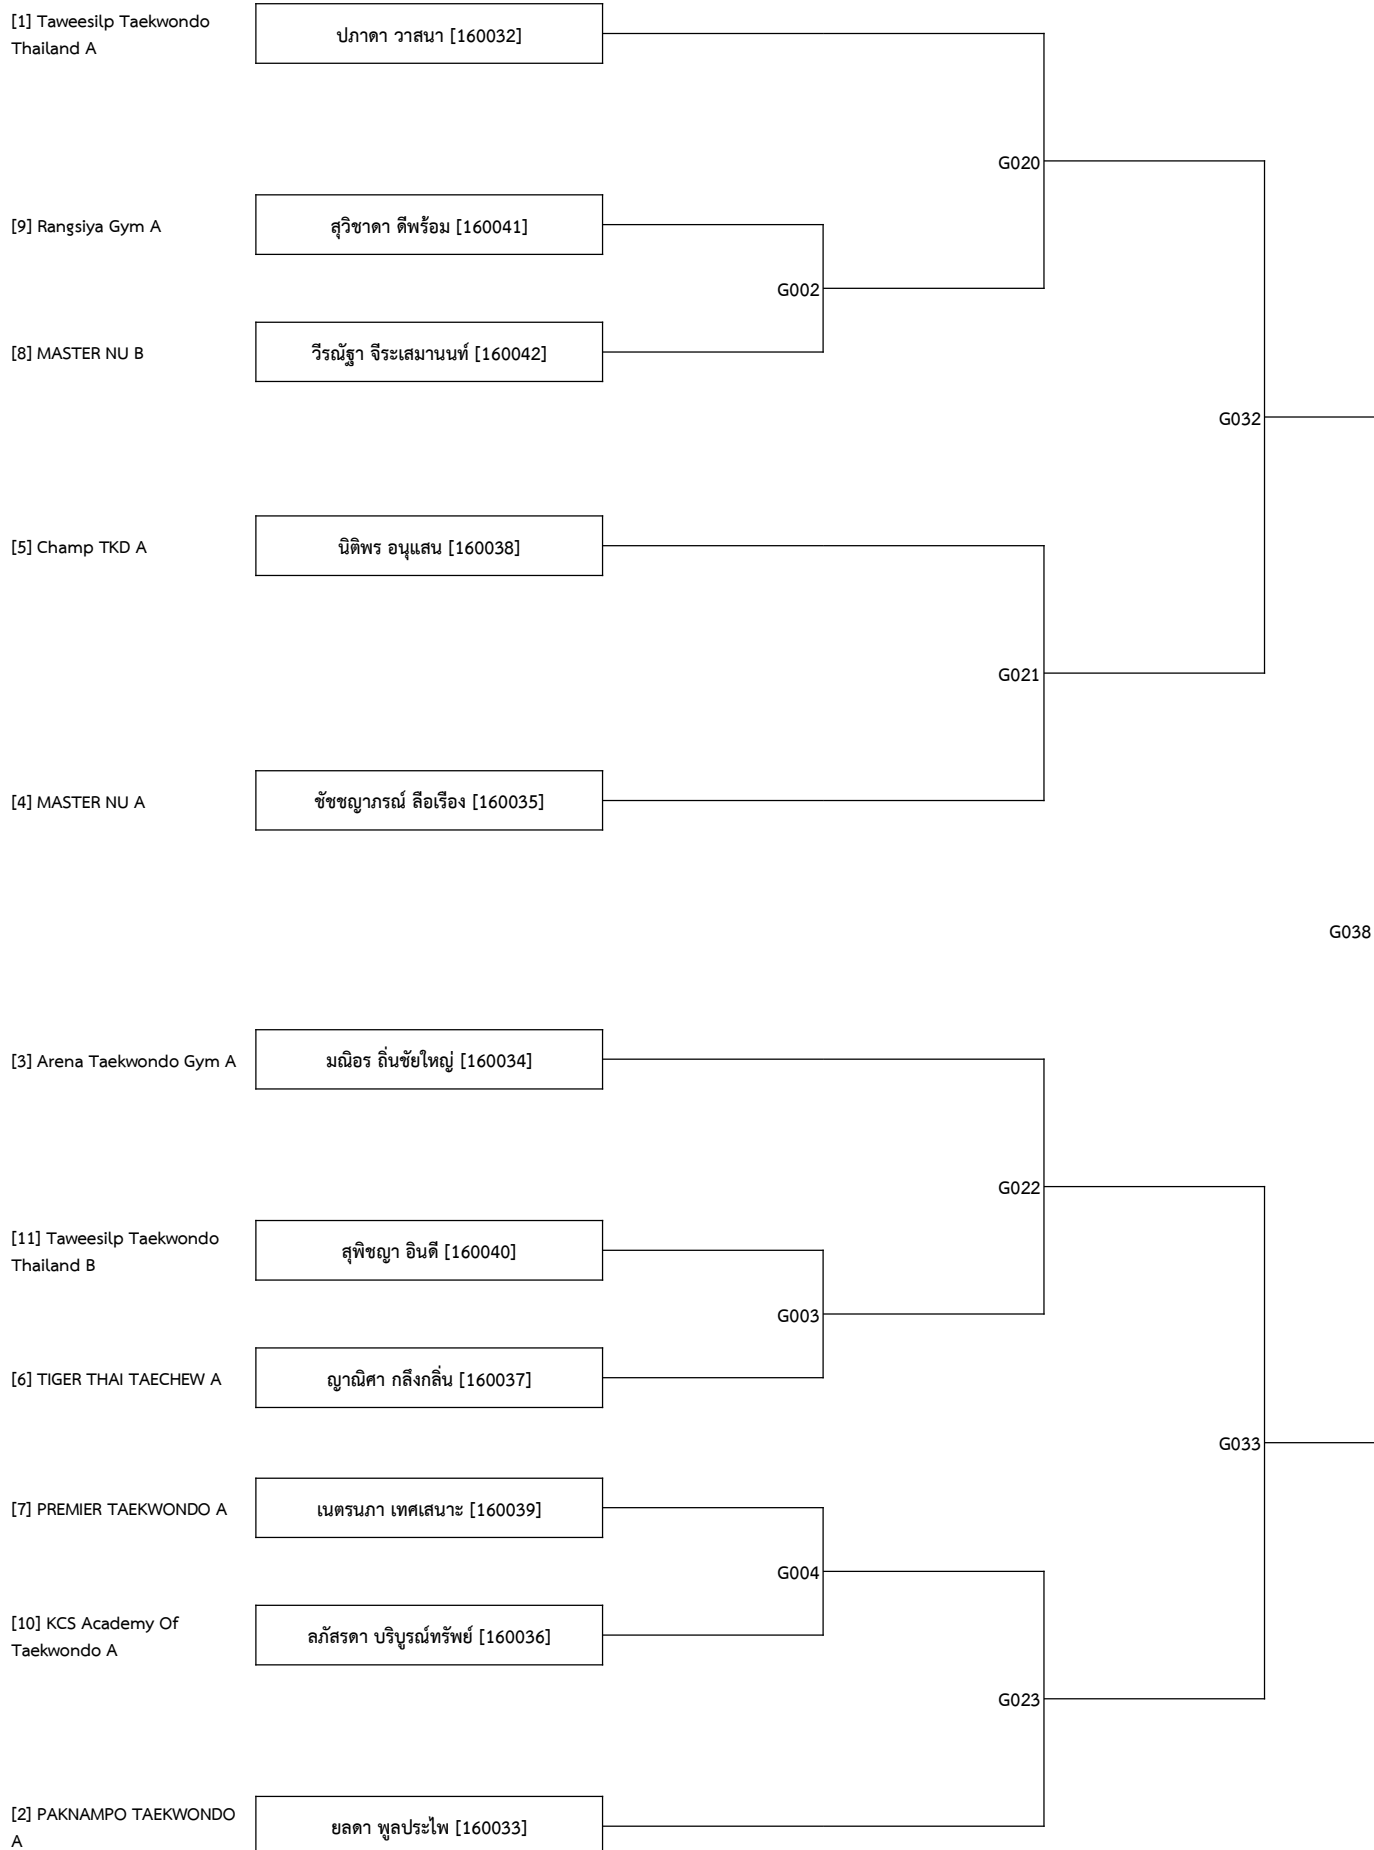 [1] Taweesilp Taekwondo
Thailand A
ปภาดา วาสนา [160032]
G020
[9] Rangsiya Gym A
สุวิชาดา ดีพร้อม [160041]
G002
[8] MASTER NU B
วีรณัฐา จีระเสมานนท์ [160042]
G032
[5] Champ TKD A
นิติพร อนุแสน [160038]
G021
[4] MASTER NU A
ชัชชญาภรณ์ ลือเรือง [160035]
G038
[3] Arena Taekwondo Gym A
มณิอร ถิ่นชัยใหญ่ [160034]
G022
[11] Taweesilp Taekwondo
Thailand B
สุพิชญา อินดี [160040]
G003
[6] TIGER THAI TAECHEW A
ญาณิศา กลึงกลิ่น [160037]
G033
[7] PREMIER TAEKWONDO A
เนตรนภา เทศเสนาะ [160039]
G004
[10] KCS Academy Of
Taekwondo A
ลภัสรดา บริบูรณ์ทรัพย์ [160036]
G023
[2] PAKNAMPO TAEKWONDO
A
ยลดา พูลประไพ [160033]